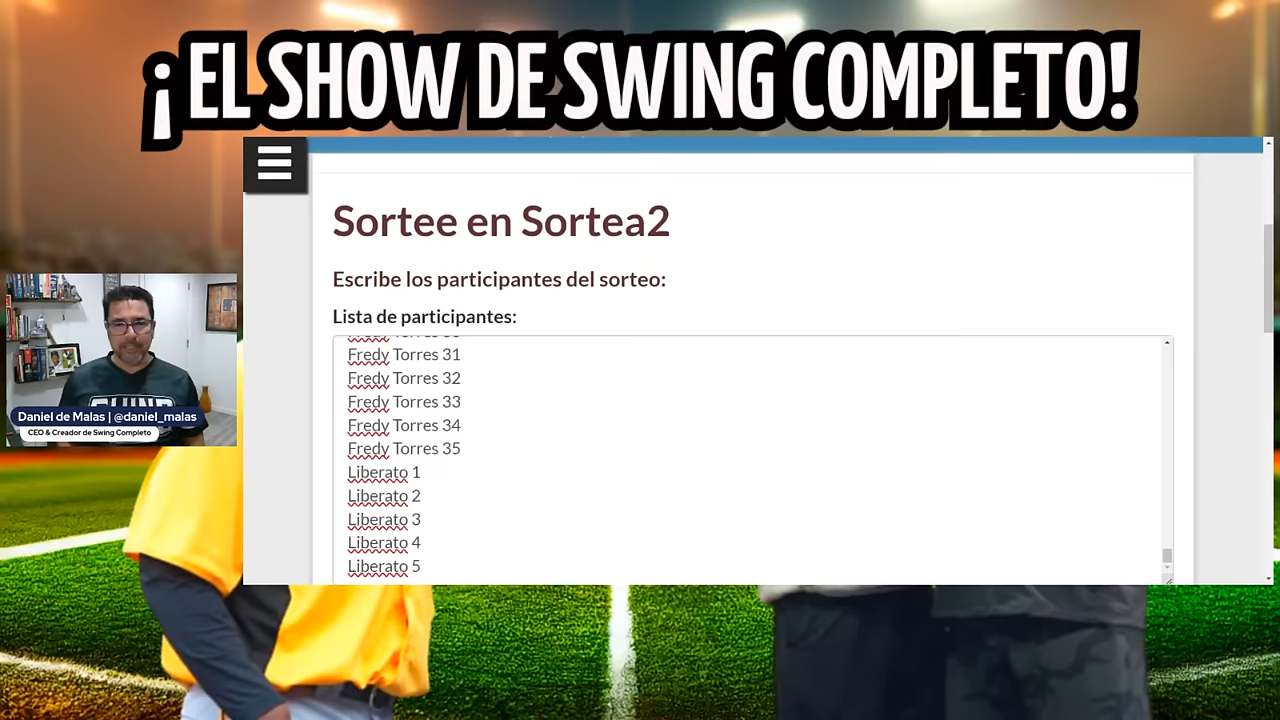 ¡EL SHOW DE SWING COMPLETO!
Sortee en Sortea2
Escribe los participantes del sorteo:
Lista de participantes:
Fredy Torres 31
Fredy Torres 32
Fredy Torres 33
Fredy Torres 34
Fredy Torres 35
Liberato 1
Liberato 2
Liberato 3
Liberato 4
Liberato 5
Daniel de Malas | @daniel_malas
CEO & Creador de Swing Completo